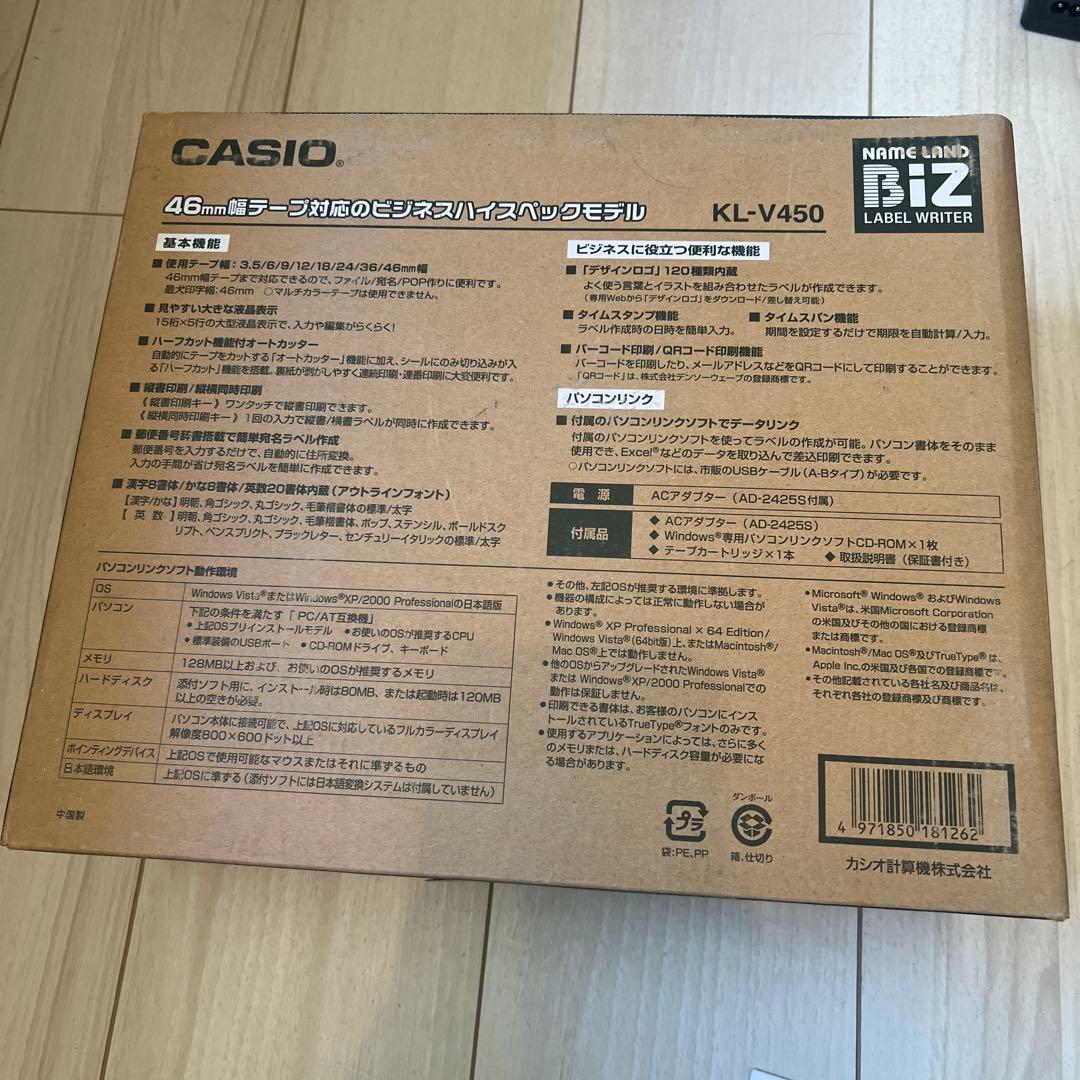 CASIO®
NAME LAND
BiZ
LABEL WRITER
46mm幅テープ対応のビジネスハイスペックモデル
KL-V450
基本機能
■ 使用テープ幅：3.5/6/9/12/18/24/36/46mm幅
46mm幅テープまで対応できるので、ファイル/宛名/POP作りに便利です。
最大印字幅：46mm ○マルチカラーテープは使用できません。
■ 見やすい大きな液晶表示
15桁×5行の大型液晶表示で、入力や編集がらくらく！
■ ハーフカット機能付オートカッター
自動的にテープをカットする「オートカッター」機能に加え、シールにのみ切り込みが入
る「ハーフカット」機能を搭載。裏紙が剥がしやすく連続印刷・連番印刷に大変便利です。
■ 縦書印刷/縦横同時印刷
《縦書印刷キー》ワンタッチで縦書印刷できます。
《縦横同時印刷キー》1回の入力で縦書/横書ラベルが同時に作成できます。
■ 郵便番号辞書搭載で簡単宛名ラベル作成
郵便番号を入力するだけで、自動的に住所変換。
入力の手間が省け宛名ラベルを簡単に作成できます。
■ 漢字8書体/かな8書体/英数20書体内蔵（アウトラインフォント）
【漢字/かな】明朝、角ゴシック、丸ゴシック、毛筆楷書体の標準/太字
【 英 数 】明朝、角ゴシック、丸ゴシック、毛筆楷書体、ポップ、ステンシル、ボールドスク
リプト、ペンスプリクト、ブラックレター、センチュリーイタリックの標準/太字
ビジネスに役立つ便利な機能
■ 「デザインロゴ」120種類内蔵
よく使う言葉とイラストを組み合わせたラベルが作成できます。
（専用Webから「デザインロゴ」をダウンロード/差し替え可能）
■ タイムスタンプ機能
ラベル作成時の日時を簡単入力。
■ タイムスパン機能
期間を設定するだけで期限を自動計算/入力。
■ バーコード印刷/QRコード印刷機能
バーコードを印刷したり、メールアドレスなどをQRコードにして印刷することができます。
「QRコード」は、株式会社デンソーウェーブの登録商標です。
パソコンリンク
■ 付属のパソコンリンクソフトでデータリンク
付属のパソコンリンクソフトを使ってラベルの作成が可能。パソコン書体をそのまま
使用でき、Excel®などのデータを取り込んで差込印刷できます。
○パソコンリンクソフトには、市販のUSBケーブル（A-Bタイプ）が必要です。
電 源
ACアダプター（AD-2425S付属）
付属品
◆ ACアダプター（AD-2425S）
◆ Windows®専用パソコンリンクソフトCD-ROM×1枚
◆ テープカートリッジ×1本 ◆ 取扱説明書（保証書付き）
パソコンリンクソフト動作環境
OS
Windows Vista®またはWindows®XP/2000 Professionalの日本語版
パソコン
下記の条件を満たす「 PC/AT互換機」
●上記OSプリインストールモデル ●お使いのOSが推奨するCPU
●標準装備のUSBポート ●CD-ROMドライブ、キーボード
メモリ
128MB以上および、お使いのOSが推奨するメモリ
ハードディスク
添付ソフト用に、インストール時は80MB、または起動時は120MB
以上の空きが必要。
ディスプレイ
パソコン本体に接続可能で、上記OSに対応しているフルカラーディスプレイ
解像度800×600ドット以上
ポインティングデバイス
上記OSで使用可能なマウスまたはそれに準ずるもの
日本語環境
上記OSに準ずる（添付ソフトには日本語変換システムは付属していません）
●その他、左記OSが推奨する環境に準拠します。
●機器の構成によっては正常に動作しない場合が
あります。
●Windows® XP Professional × 64 Edition/
Windows Vista®(64bit版)上、またはMacintosh®/
Mac OS®上では動作しません。
●他のOSからアップグレードされたWindows Vista®
または Windows®XP/2000 Professionalでの
動作は保証しません。
●印刷できる書体は、お客様のパソコンにインス
トールされているTrueType®フォントのみです。
●使用するアプリケーションによっては、さらに多く
のメモリまたは、ハードディスク容量が必要にな
る場合があります。
●Microsoft® Windows® およびWindows
Vista®は、米国Microsoft Corporation
の米国及びその他の国における登録商標
または商標です。
●Macintosh®/Mac OS®及びTrueType® は、
Apple Inc.の米国及び各国での登録商標です。
●その他記載されている各社名及び商品名は、
それぞれ各社の登録商標及び商標です。
中国製
プラ
袋：PE、PP
ダンボール
箱、仕切り
4 971850 181262
カシオ計算機株式会社